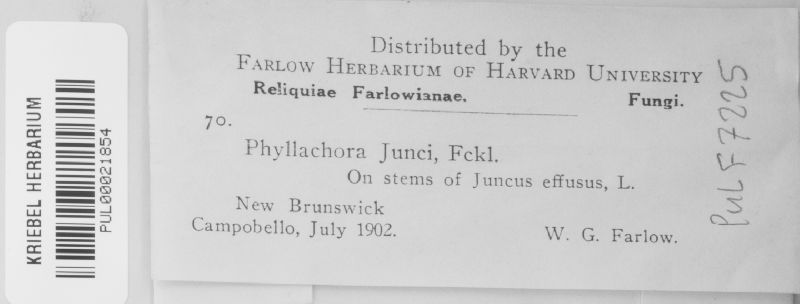 KRIEBEL HERBARIUM
PUL00021854
Distributed by the
FARLOW HERBARIUM OF HARVARD UNIVERSITY
Reliquiae Farlowianae. Fungi.
70.
Phyllachora Junci, Fckl.
On stems of Juncus effusus, L.
New Brunswick
Campobello, July 1902. W. G. Farlow.
PUL F7225